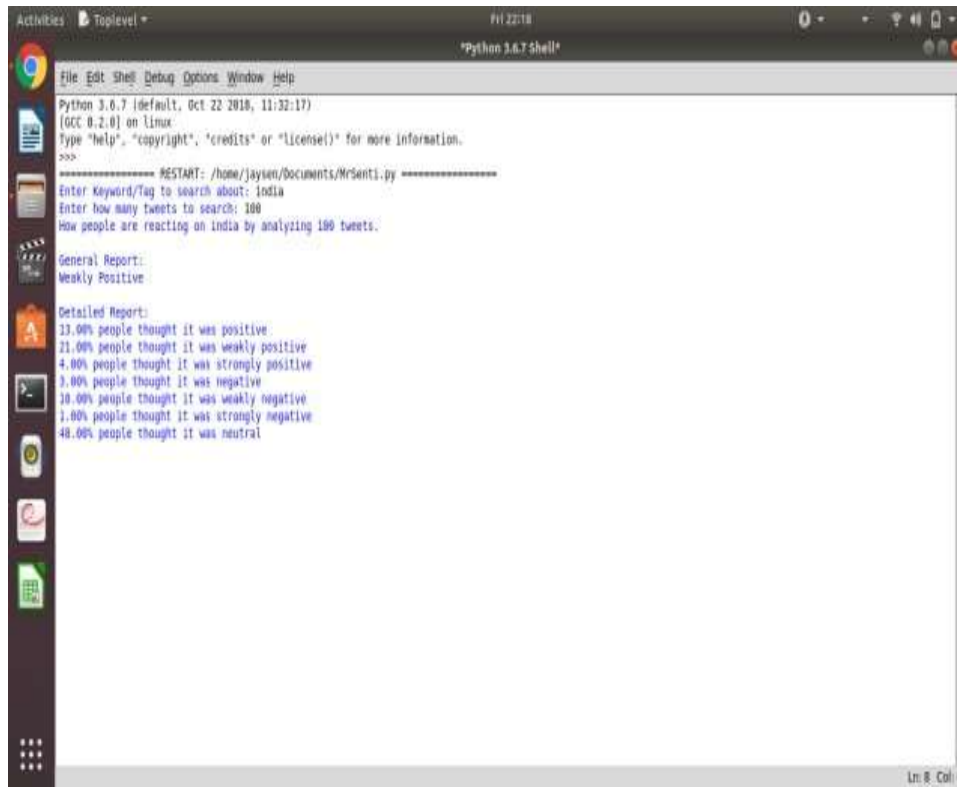 Activities Toplevel Fri 22:18
*Python 3.6.7 Shell*
File Edit Shell Debug Options Window Help
Python 3.6.7 (default, Oct 22 2018, 11:32:17)
[GCC 8.2.0] on linux
Type "help", "copyright", "credits" or "license()" for more information.
>>>
================= RESTART: /home/jaysen/Documents/MrSenti.py =================
Enter Keyword/Tag to search about: india
Enter how many tweets to search: 100
How people are reacting on india by analyzing 100 tweets.
General Report:
Weakly Positive
Detailed Report:
13.00% people thought it was positive
21.00% people thought it was weakly positive
4.00% people thought it was strongly positive
3.00% people thought it was negative
10.00% people thought it was weakly negative
1.00% people thought it was strongly negative
48.00% people thought it was neutral
Ln: 8 Col: